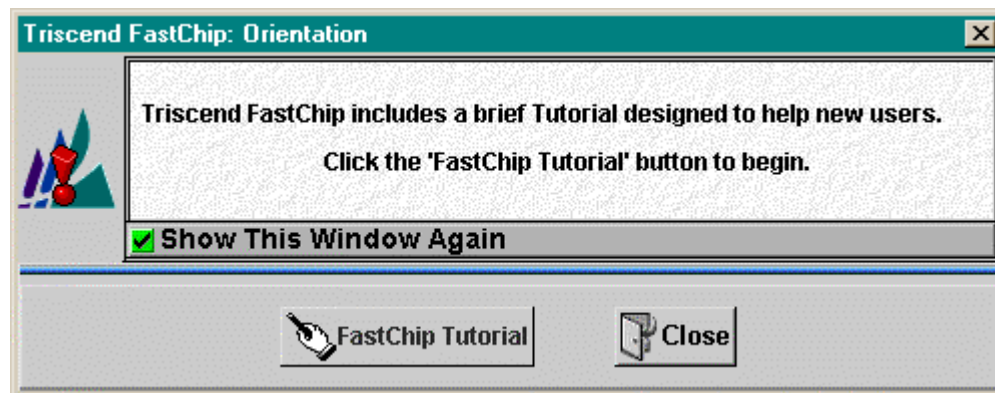 Triscend FastChip: Orientation
Triscend FastChip includes a brief Tutorial designed to help new users.
Click the 'FastChip Tutorial' button to begin.
Show This Window Again
FastChip Tutorial
Close